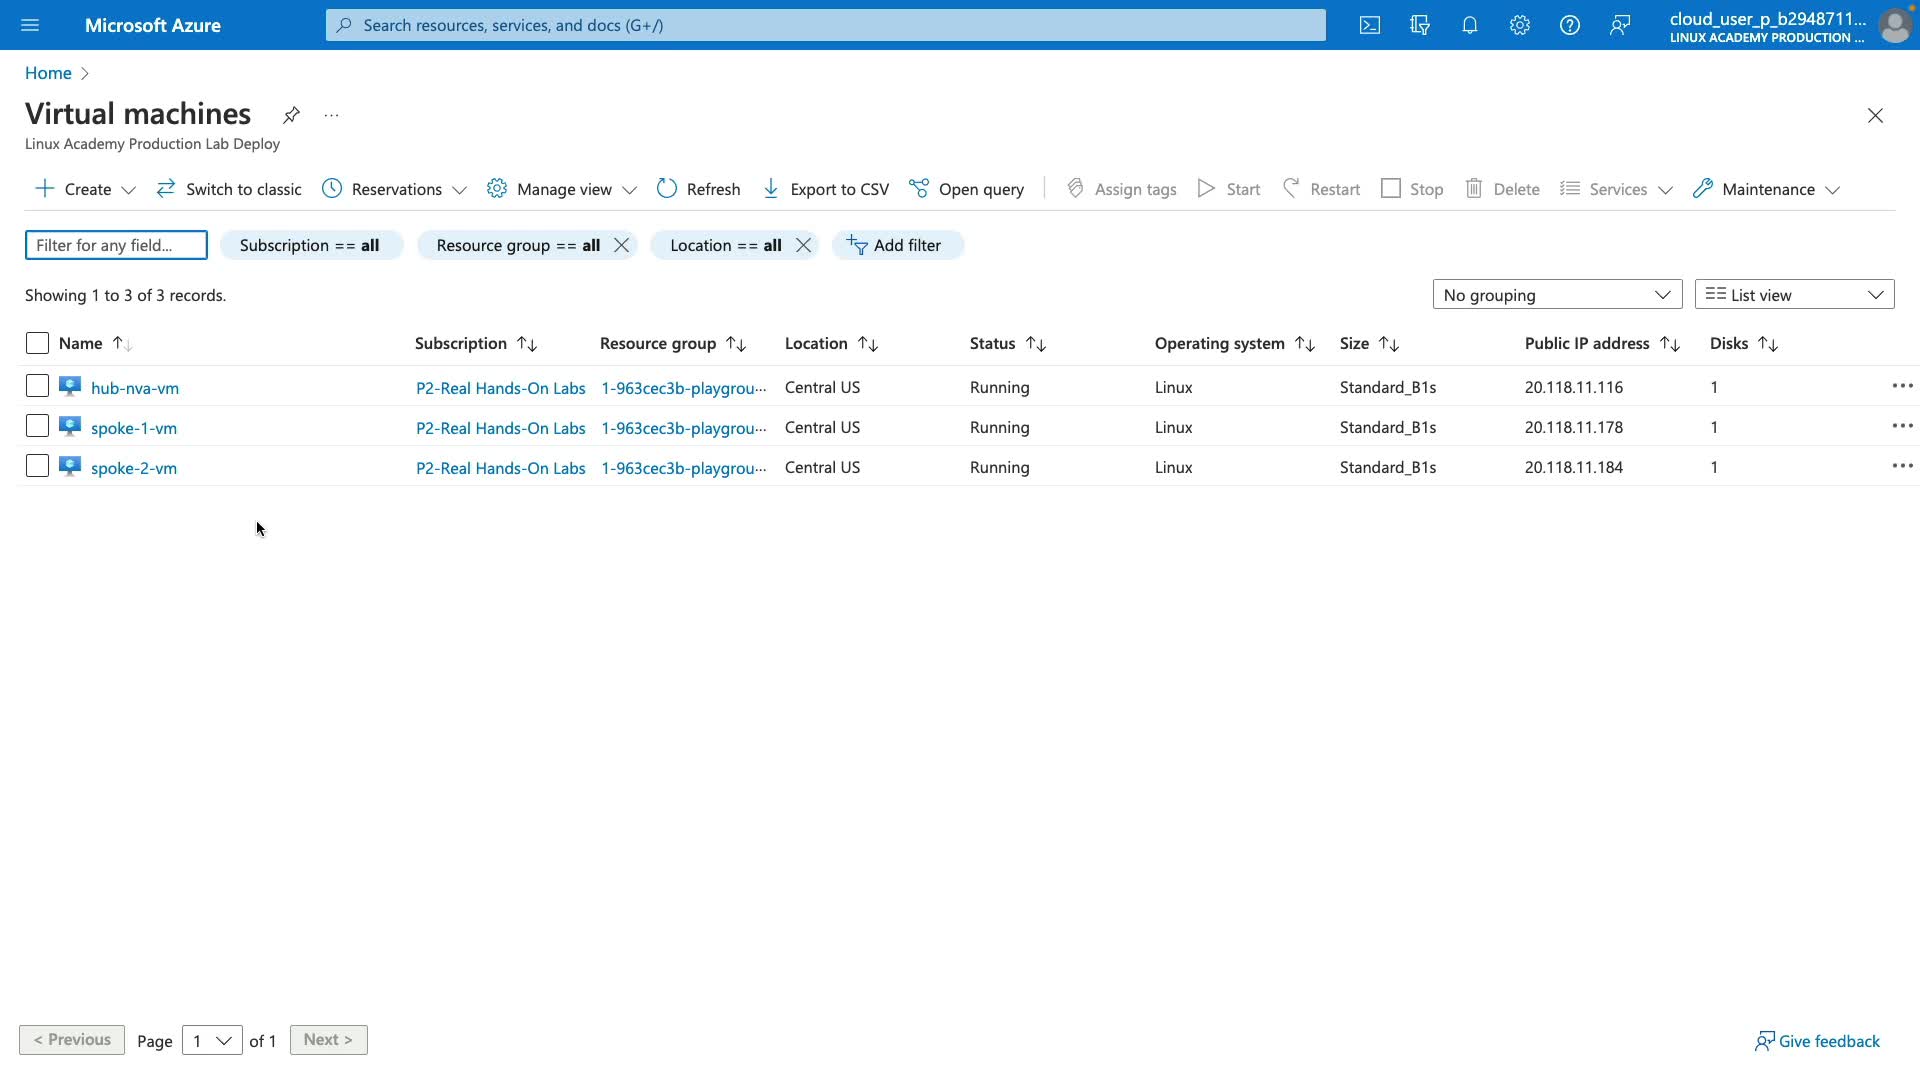 Microsoft Azure
Search resources, services, and docs (G+/)
cloud_user_p_b2948711...
LINUX ACADEMY PRODUCTION ...
Home
Virtual machines
...
Linux Academy Production Lab Deploy
Create
Switch to classic
Reservations
Manage view
Refresh
Export to CSV
Open query
Assign tags
Start
Restart
Stop
Delete
Services
Maintenance
Filter for any field...
Subscription == all
Resource group == all
Location == all
Add filter
Showing 1 to 3 of 3 records.
No grouping
List view
Name Subscription Resource group Location Status Operating system Size Public IP address Disks
hub-nva-vm P2-Real Hands-On Labs 1-963cec3b-playgrou... Central US Running Linux Standard_B1s 20.118.11.116 1 ...
spoke-1-vm P2-Real Hands-On Labs 1-963cec3b-playgrou... Central US Running Linux Standard_B1s 20.118.11.178 1 ...
spoke-2-vm P2-Real Hands-On Labs 1-963cec3b-playgrou... Central US Running Linux Standard_B1s 20.118.11.184 1 ...
< Previous Page 1 of 1 Next >
Give feedback